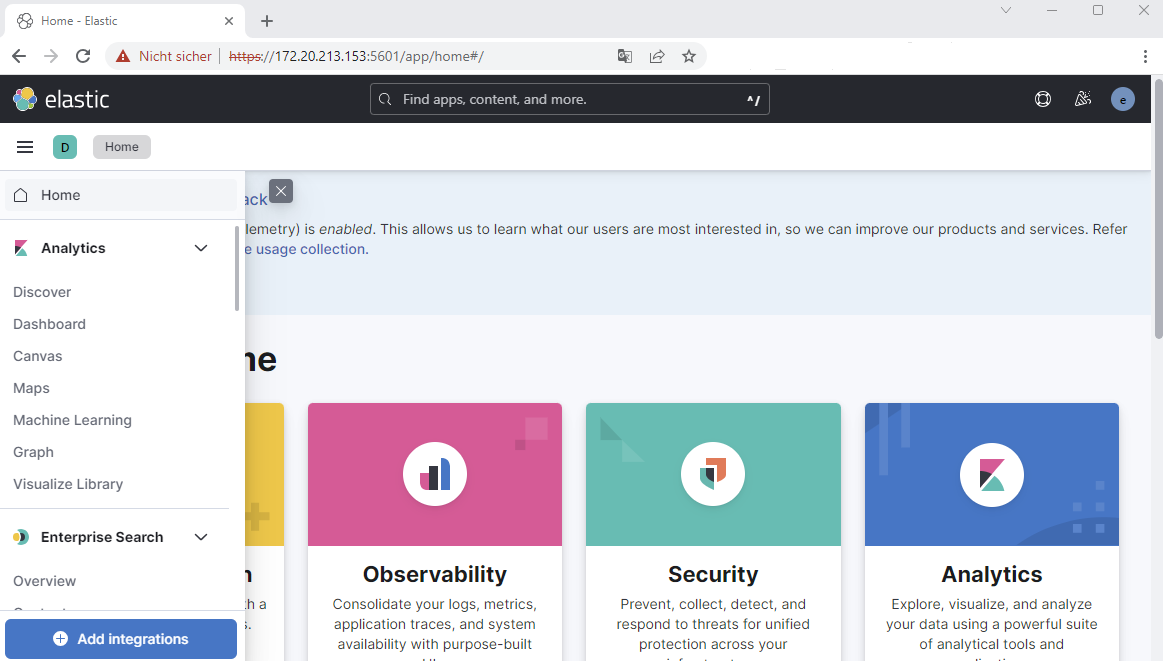 Home - Elastic
Nicht sicher https://172.20.213.153:5601/app/home#/
elastic
Find apps, content, and more. ^/
e
D Home
Home
Analytics
Discover
Dashboard
Canvas
Maps
Machine Learning
Graph
Visualize Library
Enterprise Search
Overview
Add integrations
ack
lemetry) is enabled. This allows us to learn what our users are most interested in, so we can improve our products and services. Refer
e usage collection.
me
n
h a
s.
Observability
Consolidate your logs, metrics,
application traces, and system
availability with purpose-built
Security
Prevent, collect, detect, and
respond to threats for unified
protection across your
Analytics
Explore, visualize, and analyze
your data using a powerful suite
of analytical tools and